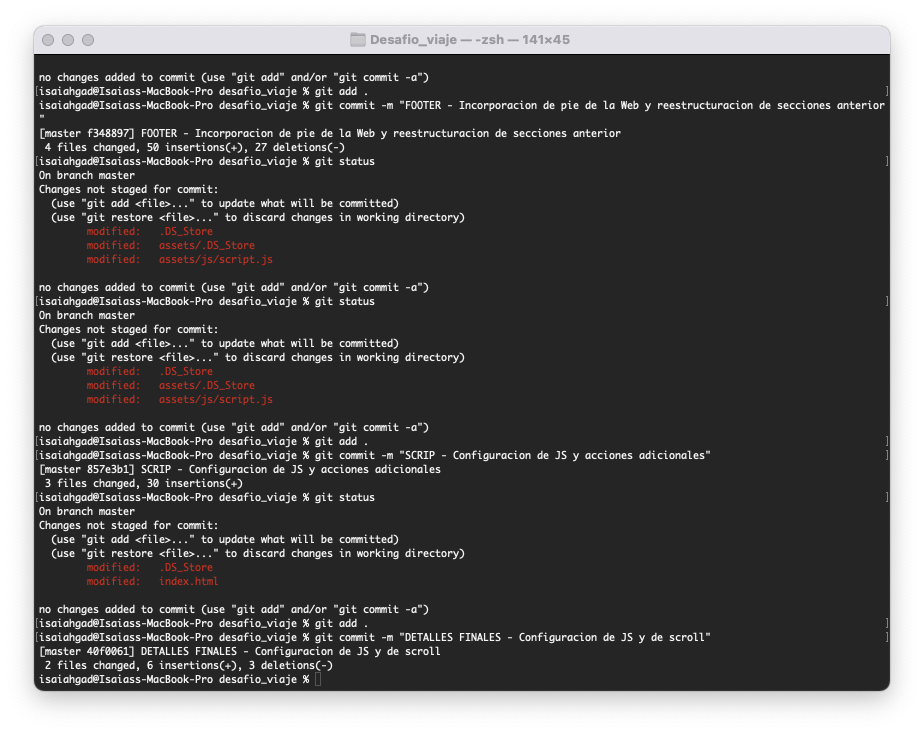 Desafio_viaje — -zsh — 141×45
no changes added to commit (use "git add" and/or "git commit -a")
[isaiahgad@Isaiass-MacBook-Pro desafio_viaje % git add . ]
isaiahgad@Isaiass-MacBook-Pro desafio_viaje % git commit -m "FOOTER - Incorporacion de pie de la Web y reestructuracion de secciones anterior
"
[master f348897] FOOTER - Incorporacion de pie de la Web y reestructuracion de secciones anterior
4 files changed, 50 insertions(+), 27 deletions(-)
[isaiahgad@Isaiass-MacBook-Pro desafio_viaje % git status ]
On branch master
Changes not staged for commit:
(use "git add <file>..." to update what will be committed)
(use "git restore <file>..." to discard changes in working directory)
modified: .DS_Store
modified: assets/.DS_Store
modified: assets/js/script.js
no changes added to commit (use "git add" and/or "git commit -a")
[isaiahgad@Isaiass-MacBook-Pro desafio_viaje % git status ]
On branch master
Changes not staged for commit:
(use "git add <file>..." to update what will be committed)
(use "git restore <file>..." to discard changes in working directory)
modified: .DS_Store
modified: assets/.DS_Store
modified: assets/js/script.js
no changes added to commit (use "git add" and/or "git commit -a")
[isaiahgad@Isaiass-MacBook-Pro desafio_viaje % git add . ]
[isaiahgad@Isaiass-MacBook-Pro desafio_viaje % git commit -m "SCRIP - Configuracion de JS y acciones adicionales" ]
[master 857e3b1] SCRIP - Configuracion de JS y acciones adicionales
3 files changed, 30 insertions(+)
[isaiahgad@Isaiass-MacBook-Pro desafio_viaje % git status ]
On branch master
Changes not staged for commit:
(use "git add <file>..." to update what will be committed)
(use "git restore <file>..." to discard changes in working directory)
modified: .DS_Store
modified: index.html
no changes added to commit (use "git add" and/or "git commit -a")
[isaiahgad@Isaiass-MacBook-Pro desafio_viaje % git add . ]
[isaiahgad@Isaiass-MacBook-Pro desafio_viaje % git commit -m "DETALLES FINALES - Configuracion de JS y de scroll" ]
[master 40f0061] DETALLES FINALES - Configuracion de JS y de scroll
2 files changed, 6 insertions(+), 3 deletions(-)
isaiahgad@Isaiass-MacBook-Pro desafio_viaje %